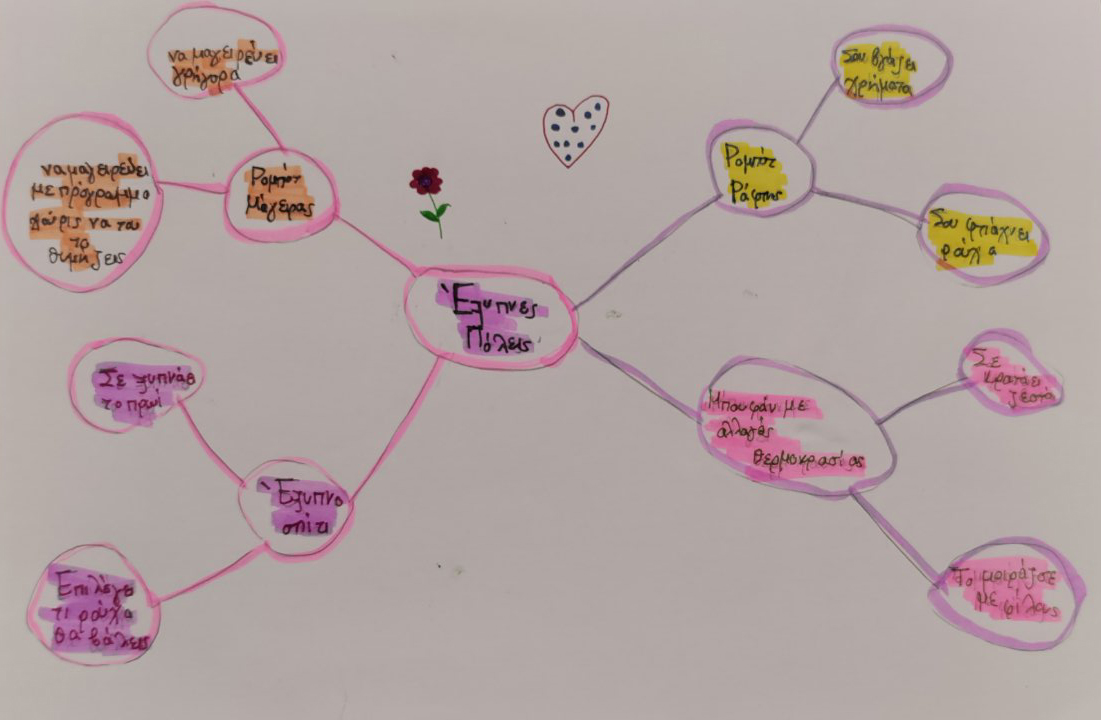 να μαγειρεύει
γρήγορα
να μαγειρεύει
με πρόγραμμα
χωρίς να του
το
θυμήζεις
Ρομπότ
Μάγειρας
Σου βγάζει
χρήματα
Ρομπότ
Ράφτης
Σου φτιάχνει
ρούχα
Έξυπνες
Πόλεις
Σε ξυπνάει
το πρωί
Έξυπνο
σπίτι
Επιλέγει
τι ρούχα
θα βάλεις
Μπουφάν με
αλλαγές
θερμοκρασίας
Σε
κρατάει
ζεστό
Το μοιράζεσε
με φίλους